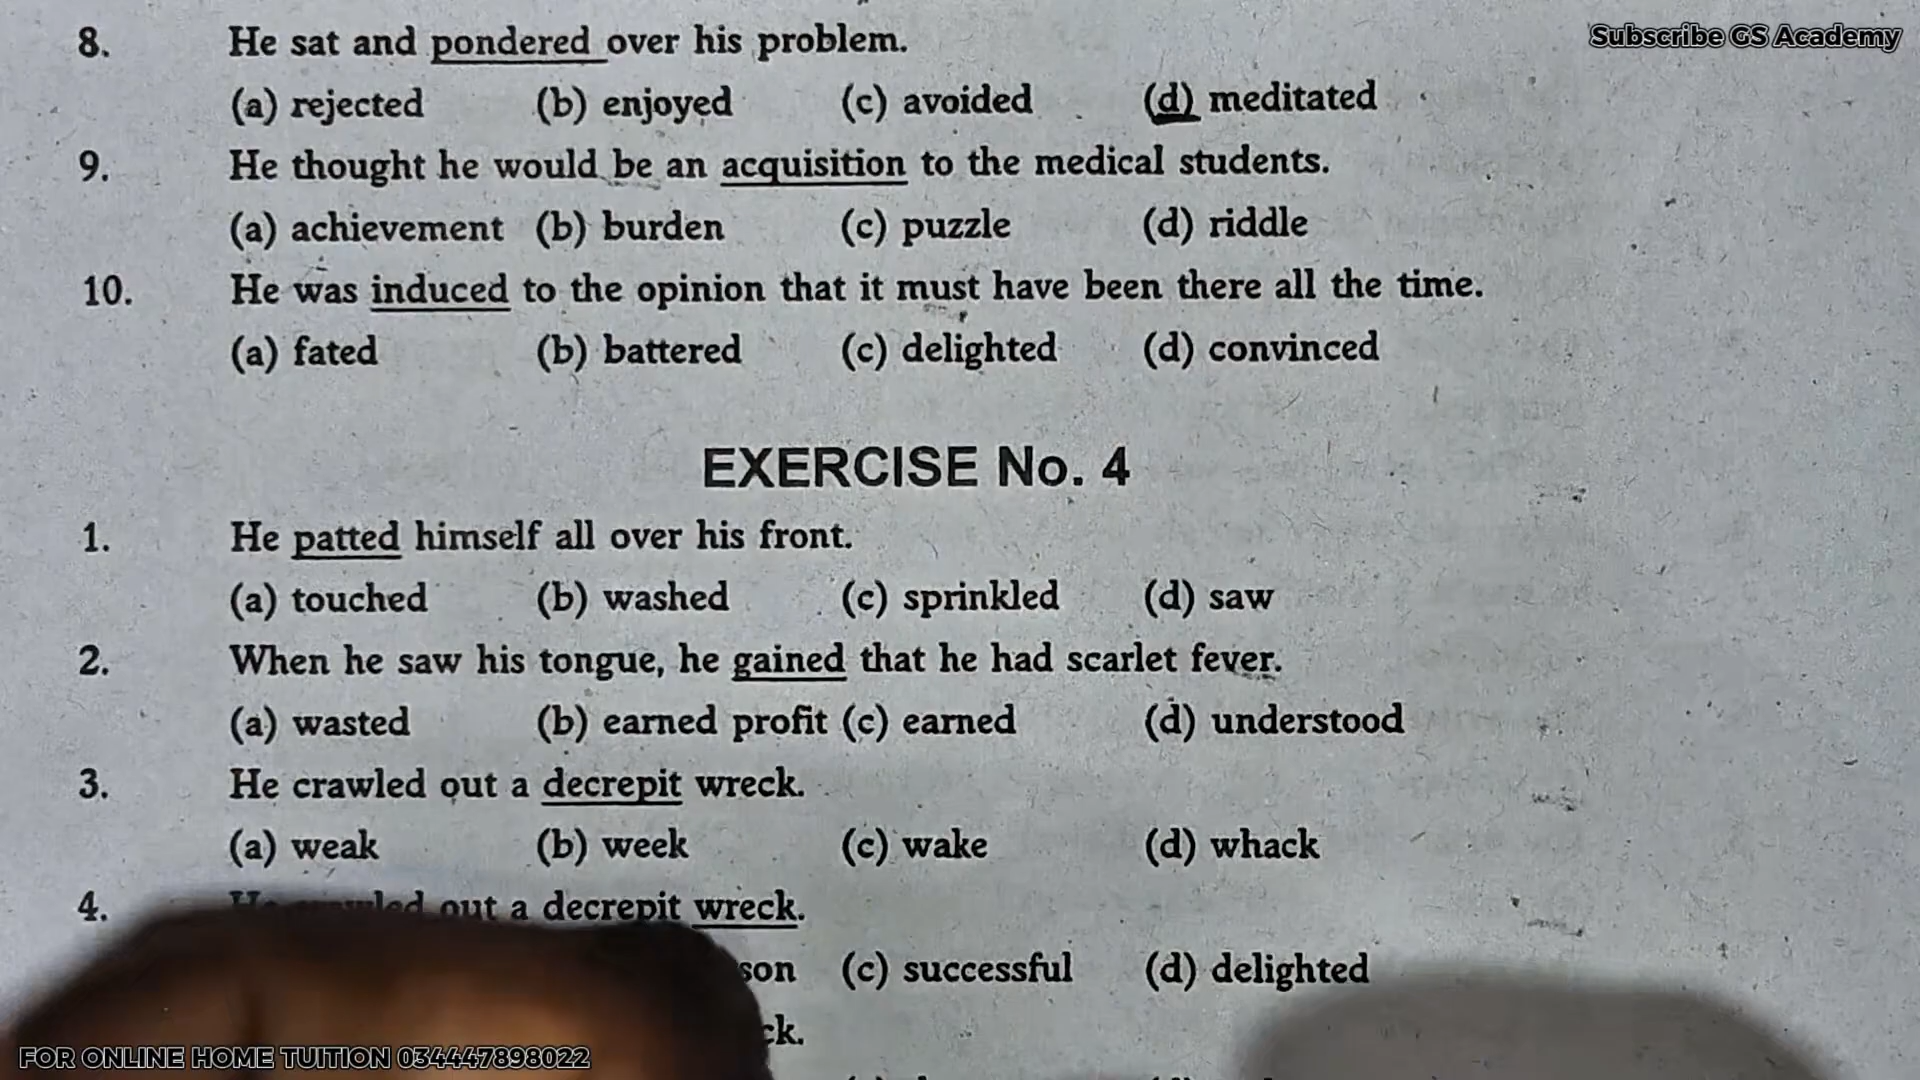 Subscribe GS Academy
8. He sat and pondered over his problem.
(a) rejected (b) enjoyed (c) avoided (d) meditated
9. He thought he would be an acquisition to the medical students.
(a) achievement (b) burden (c) puzzle (d) riddle
10. He was induced to the opinion that it must have been there all the time.
(a) fated (b) battered (c) delighted (d) convinced
EXERCISE No. 4
1. He patted himself all over his front.
(a) touched (b) washed (c) sprinkled (d) saw
2. When he saw his tongue, he gained that he had scarlet fever.
(a) wasted (b) earned profit (c) earned (d) understood
3. He crawled out a decrepit wreck.
(a) weak (b) week (c) wake (d) whack
4. out a decrepit wreck.
(c) successful (d) delighted
FOR ONLINE HOME TUITION 034447898022